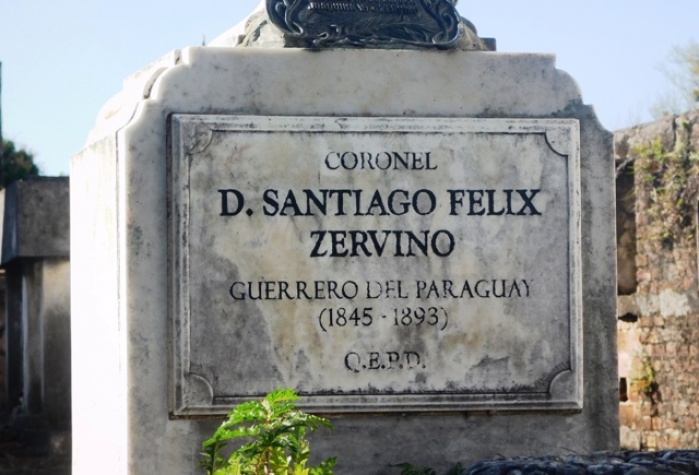 CORONEL
D. SANTIAGO FELIX
ZERVINO
GUERRERO DEL PARAGUAY
(1845 - 1893)
Q.E.P.D.